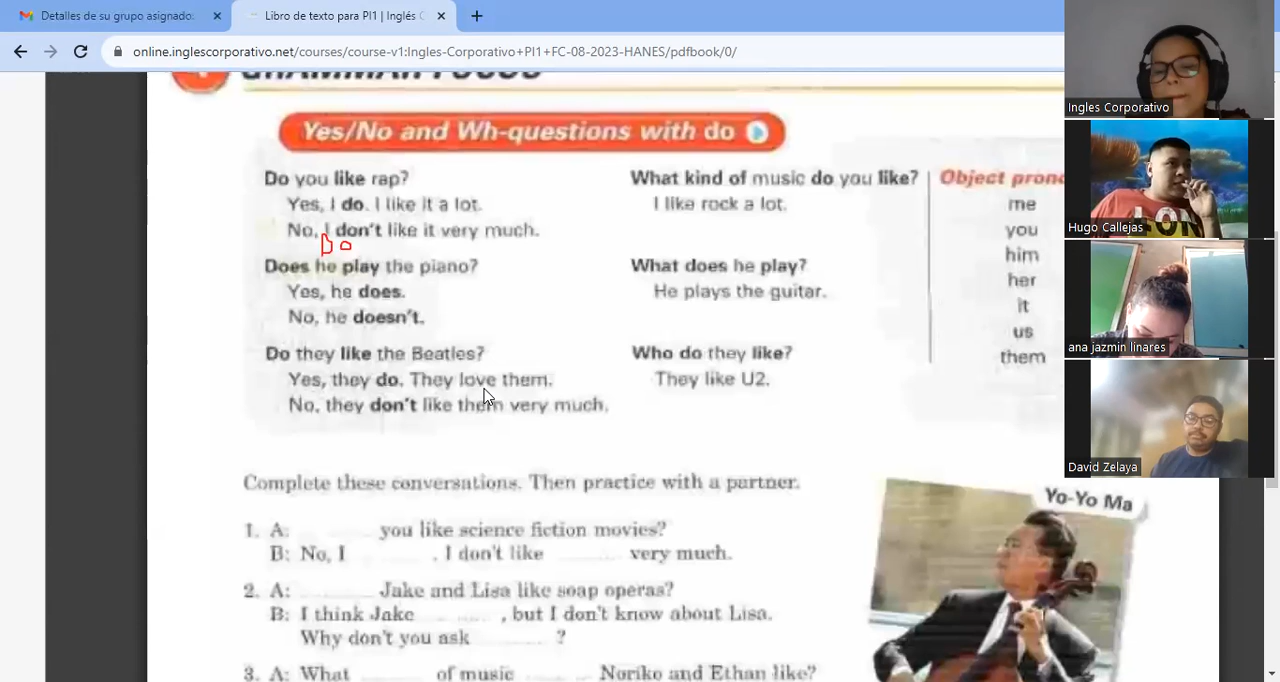 Detalles de su grupo asignado:
Libro de texto para PI1 | Inglés C
online.inglescorporativo.net/courses/course-v1:Ingles-Corporativo+PI1+FC-08-2023-HANES/pdfbook/0/
GRAMMAR FOCUS
Yes/No and Wh-questions with do
Do you like rap?
Yes, I do. I like it a lot.
No, I don't like it very much.
Does he play the piano?
Yes, he does.
No, he doesn't.
Do they like the Beatles?
Yes, they do. They love them.
No, they don't like them very much.
What kind of music do you like?
I like rock a lot.
What does he play?
He plays the guitar.
Who do they like?
They like U2.
Object prono
me
you
him
her
it
us
them
Complete these conversations. Then practice with a partner.
1. A: you like science fiction movies?
B: No, I . I don't like very much.
2. A: Jake and Lisa like soap operas?
B: I think Jake , but I don't know about Lisa.
Why don't you ask ?
3. A: What of music Noriko and Ethan like?
Yo-Yo Ma
Ingles Corporativo
Hugo Callejas
ana jazmin linares
David Zelaya